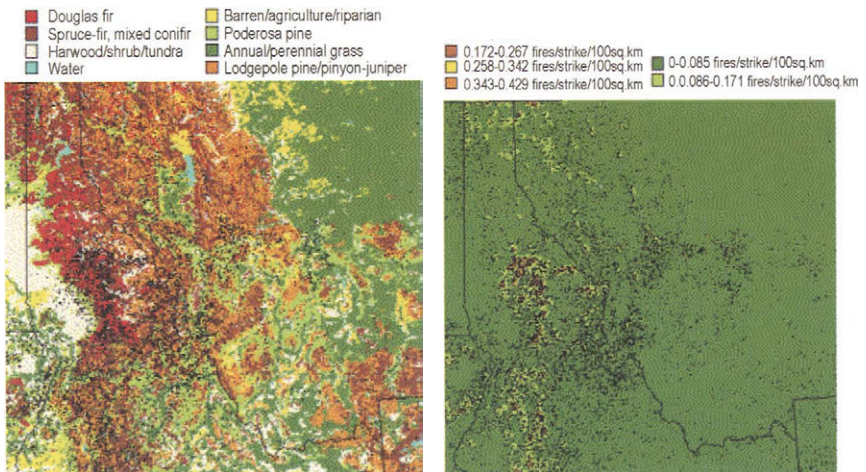 Douglas fir
Spruce-fir, mixed conifir
Harwood/shrub/tundra
Water
Barren/agriculture/riparian
Poderosa pine
Annual/perennial grass
Lodgepole pine/pinyon-juniper
0.172-0.267 fires/strike/100sq.km
0.258-0.342 fires/strike/100sq.km
0.343-0.429 fires/strike/100sq.km
0-0.085 fires/strike/100sq.km
0.0.086-0.171 fires/strike/100sq.km